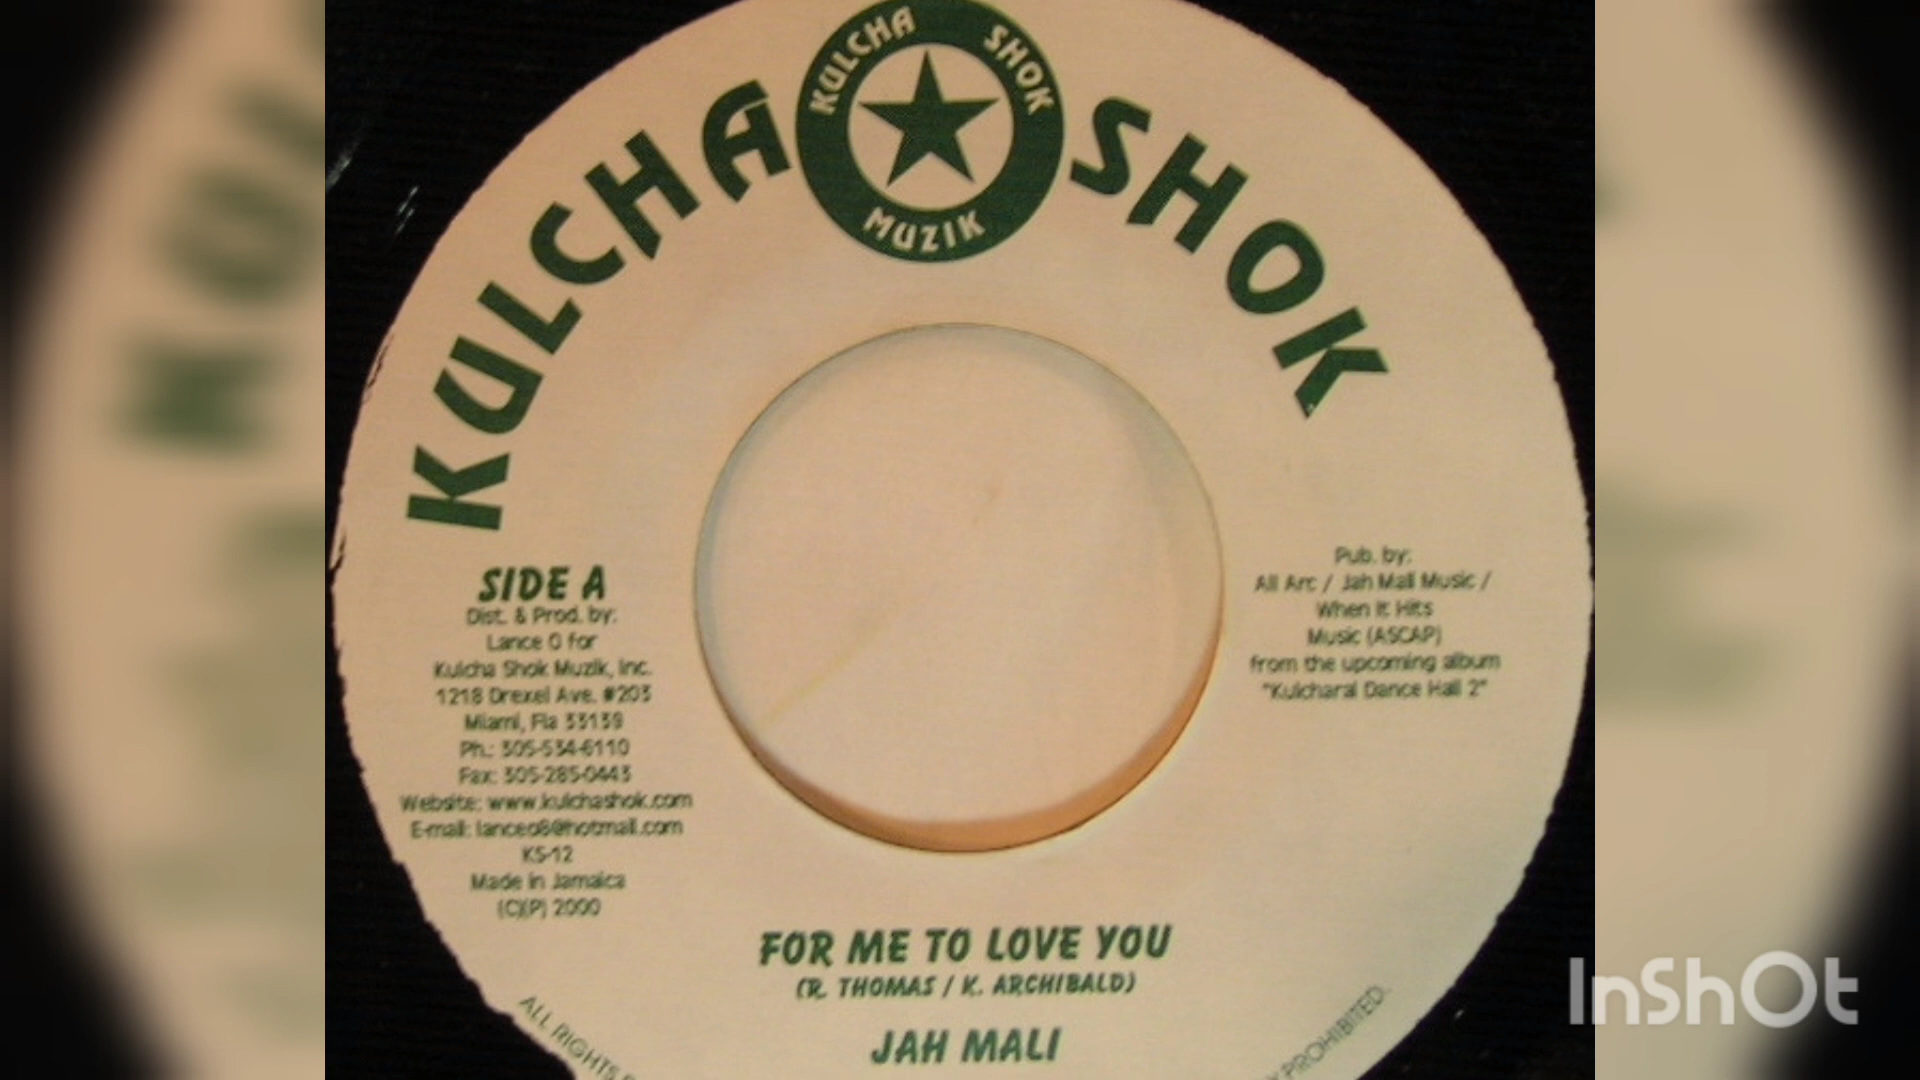 KULCHA SHOK
KULCHA SHOK
MUZIK
SIDE A
Dist. & Prod. by:
Lance O for
Kulcha Shok Muzik, Inc.
1218 Drexel Ave. #203
Miami, Fla 33139
Ph.: 305-534-6110
Fax: 305-285-0443
Website: www.kulchashok.com
E-mail: lanceo8@hotmail.com
KS-12
Made in Jamaica
(C)(P) 2000
Pub. by:
All Arc / Jah Mali Music /
When It Hits
Music (ASCAP)
from the upcoming album
"Kulcharal Dance Hall 2"
FOR ME TO LOVE YOU
(R. THOMAS / K. ARCHIBALD)
JAH MALI
ALL RIGHTS
PROHIBITED.
InShOt